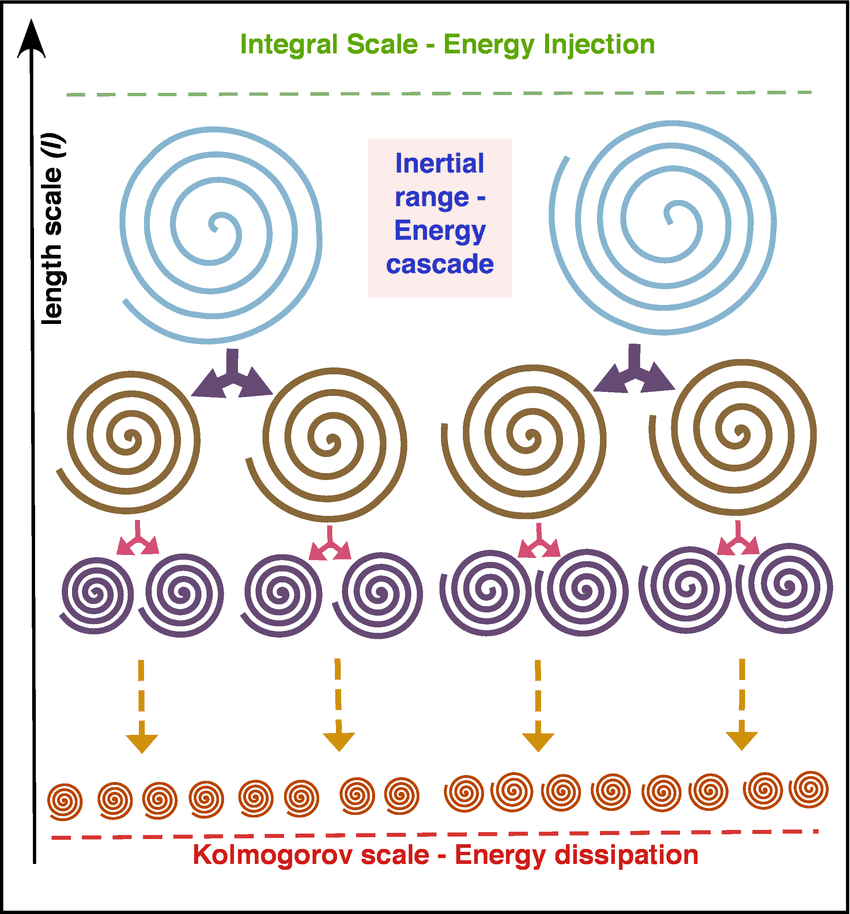 Integral Scale - Energy Injection
length scale (l)
Inertial
range -
Energy
cascade
Kolmogorov scale - Energy dissipation